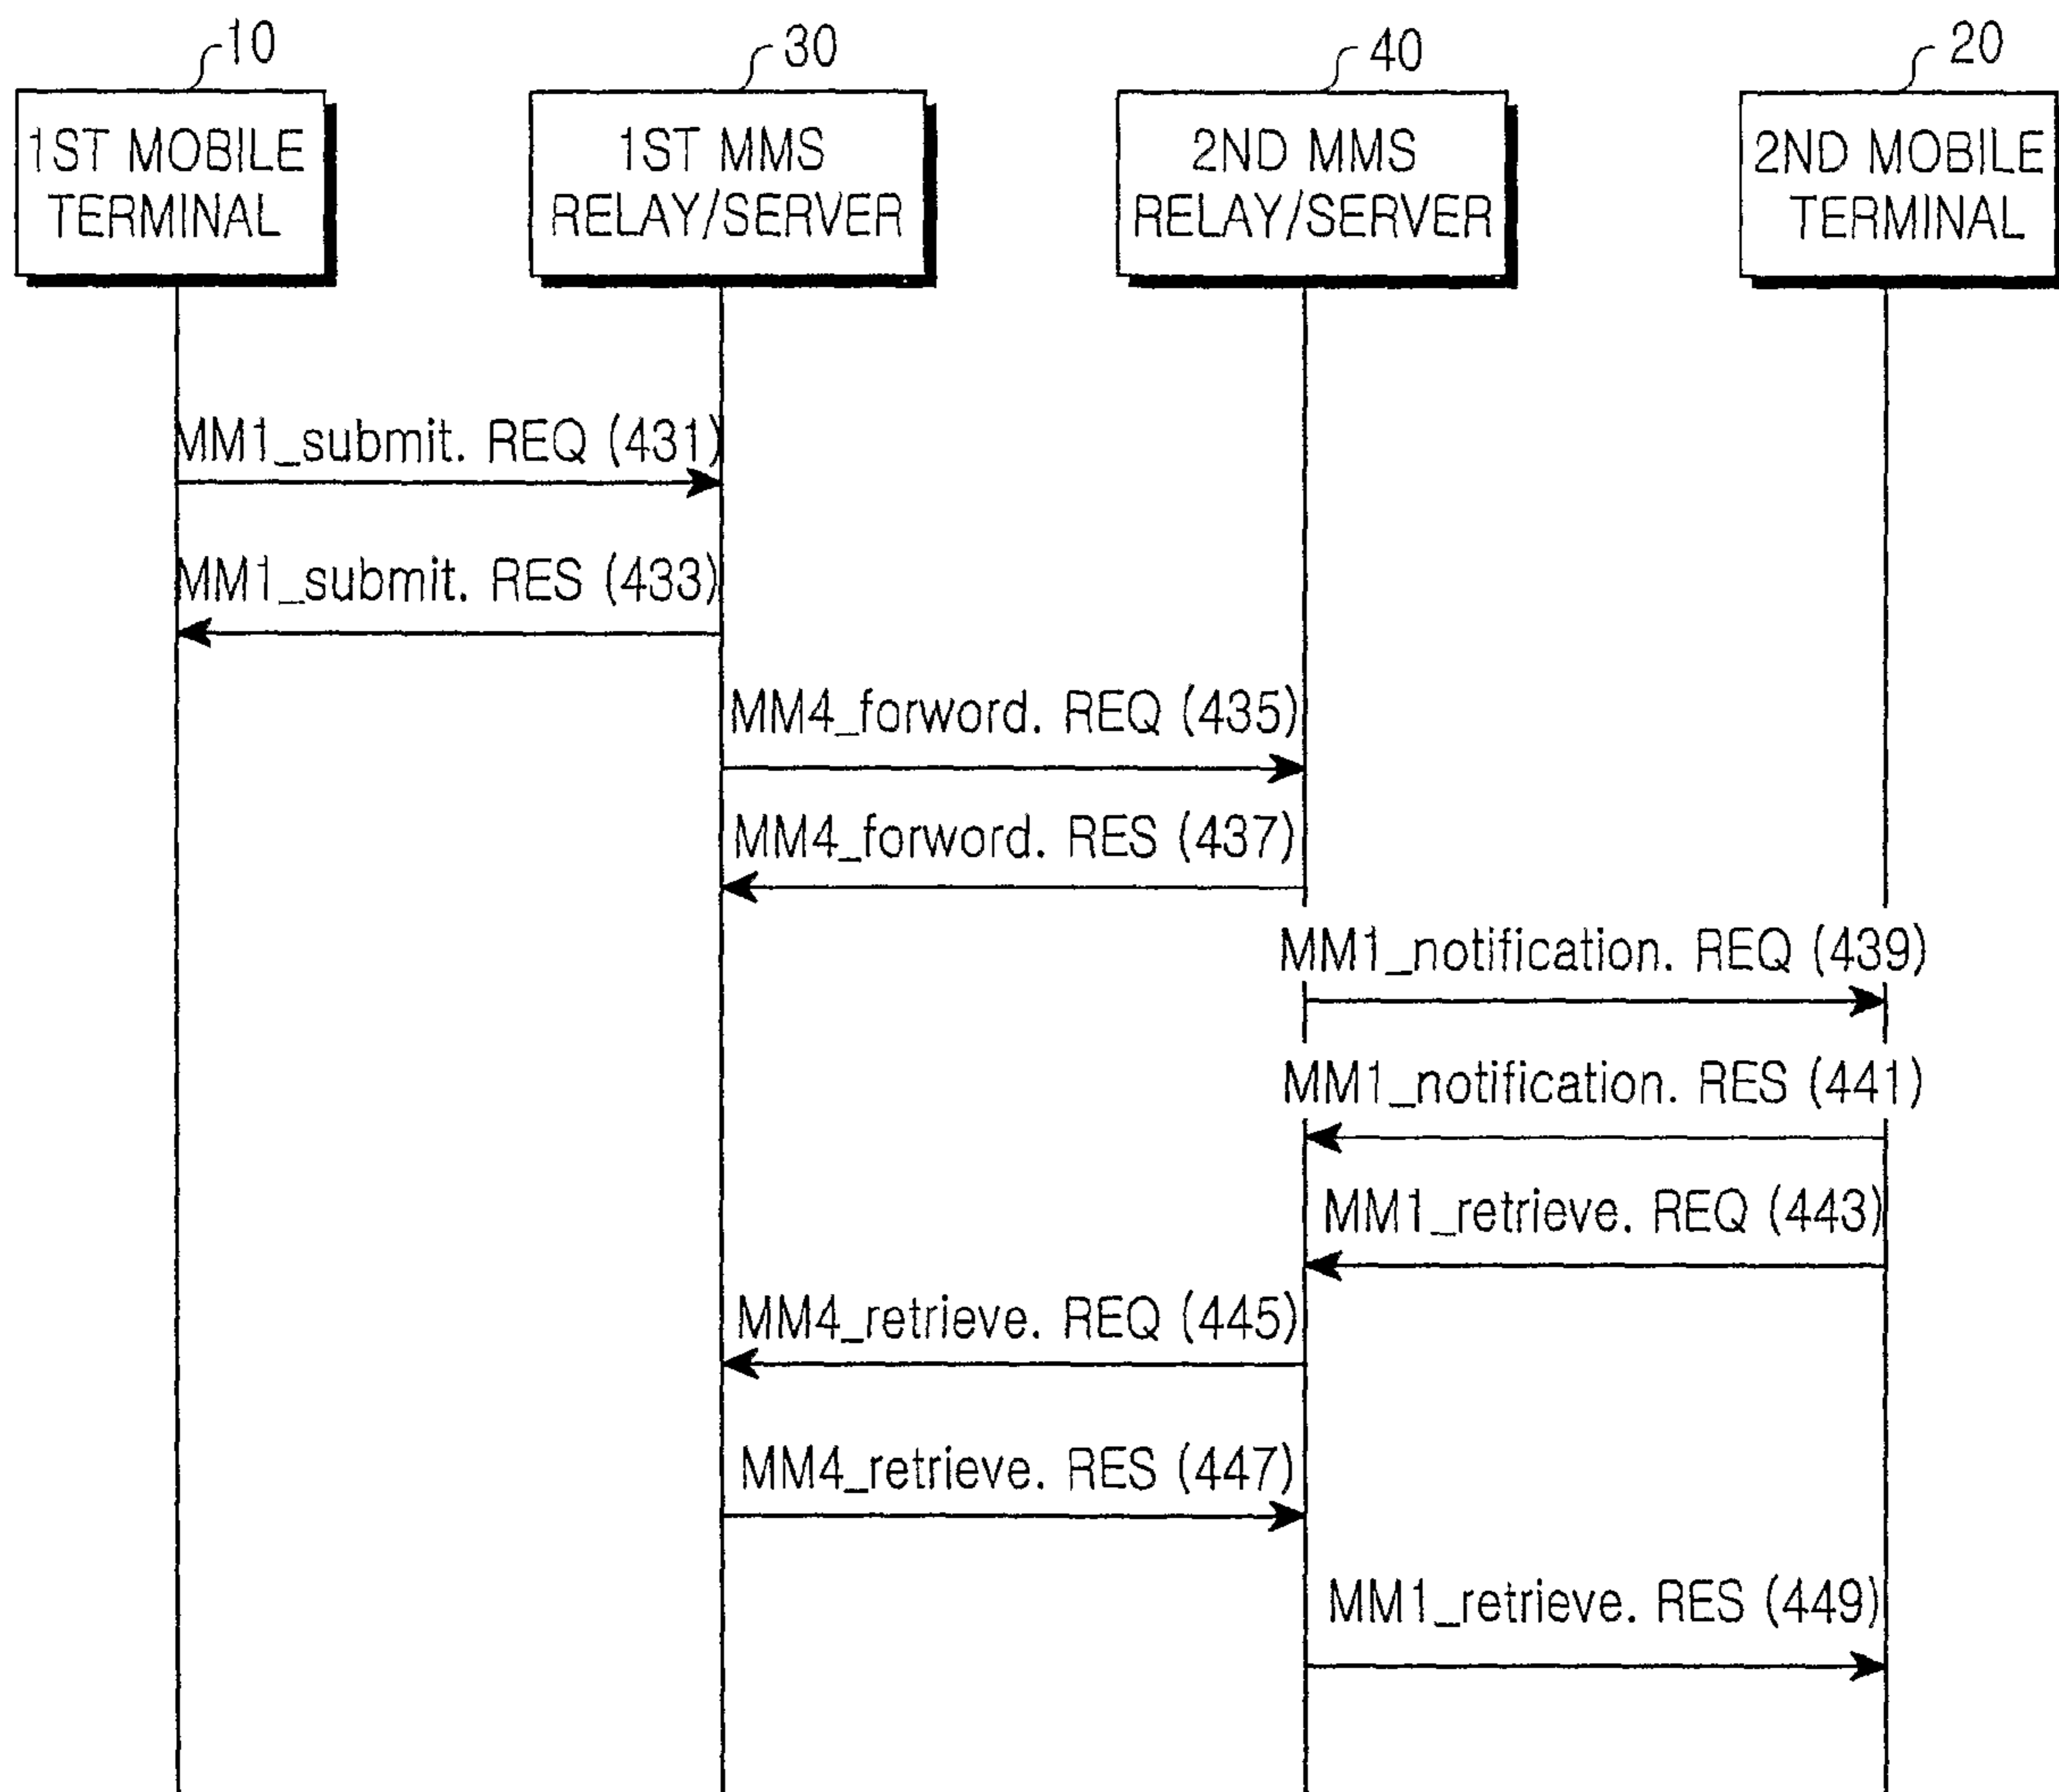 10
30
40
20
1ST MOBILE
TERMINAL
1ST MMS
RELAY/SERVER
2ND MMS
RELAY/SERVER
2ND MOBILE
TERMINAL
MM1_submit. REQ (431)
MM1_submit. RES (433)
MM4_forword. REQ (435)
MM4_forword. RES (437)
MM1_notification. REQ (439)
MM1_notification. RES (441)
MM1_retrieve. REQ (443)
MM4_retrieve. REQ (445)
MM4_retrieve. RES (447)
MM1_retrieve. RES (449)